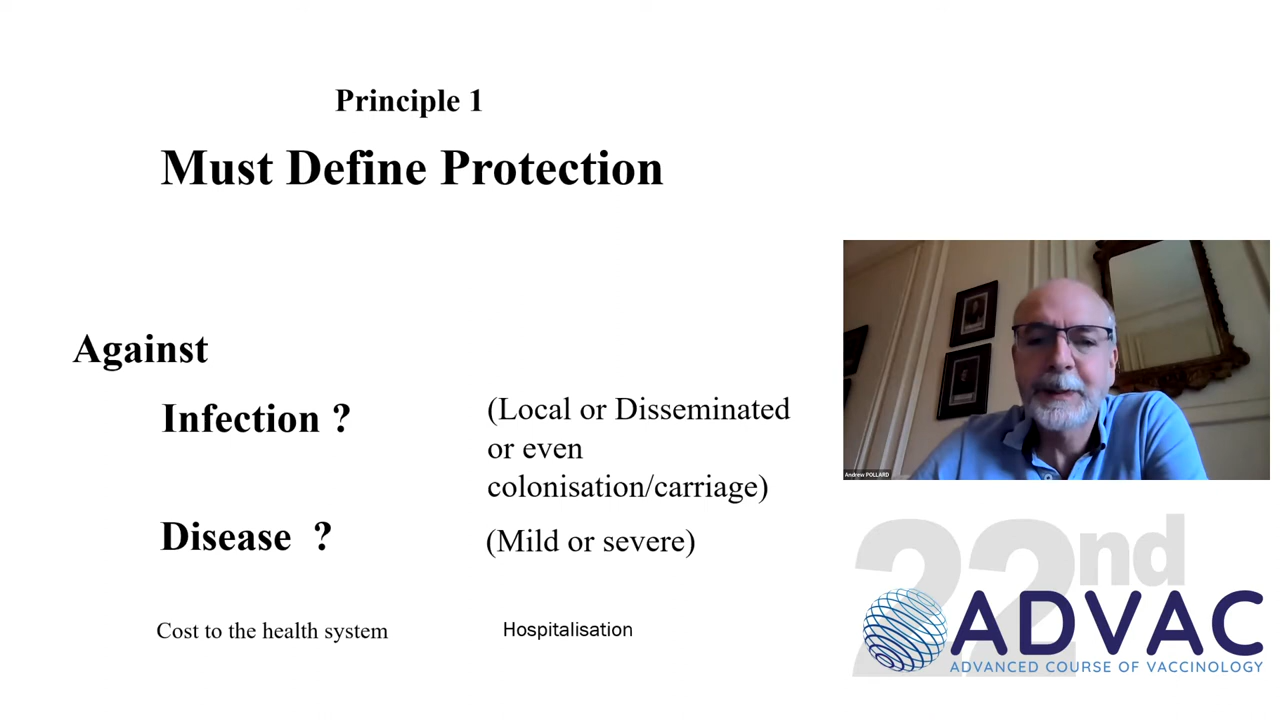 Principle 1
Must Define Protection
Against
Infection ?
(Local or Disseminated
or even
colonisation/carriage)
Disease ?
(Mild or severe)
Cost to the health system
Hospitalisation
Andrew POLLARD
22nd
ADVAC
ADVANCED COURSE OF VACCINOLOGY